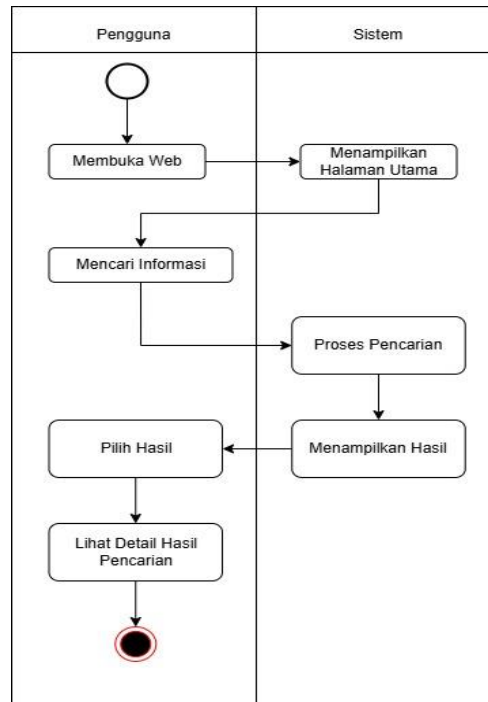 Pengguna
Sistem
Membuka Web
Menampilkan
Halaman Utama
Mencari Informasi
Proses Pencarian
Pilih Hasil
Menampilkan Hasil
Lihat Detail Hasil
Pencarian